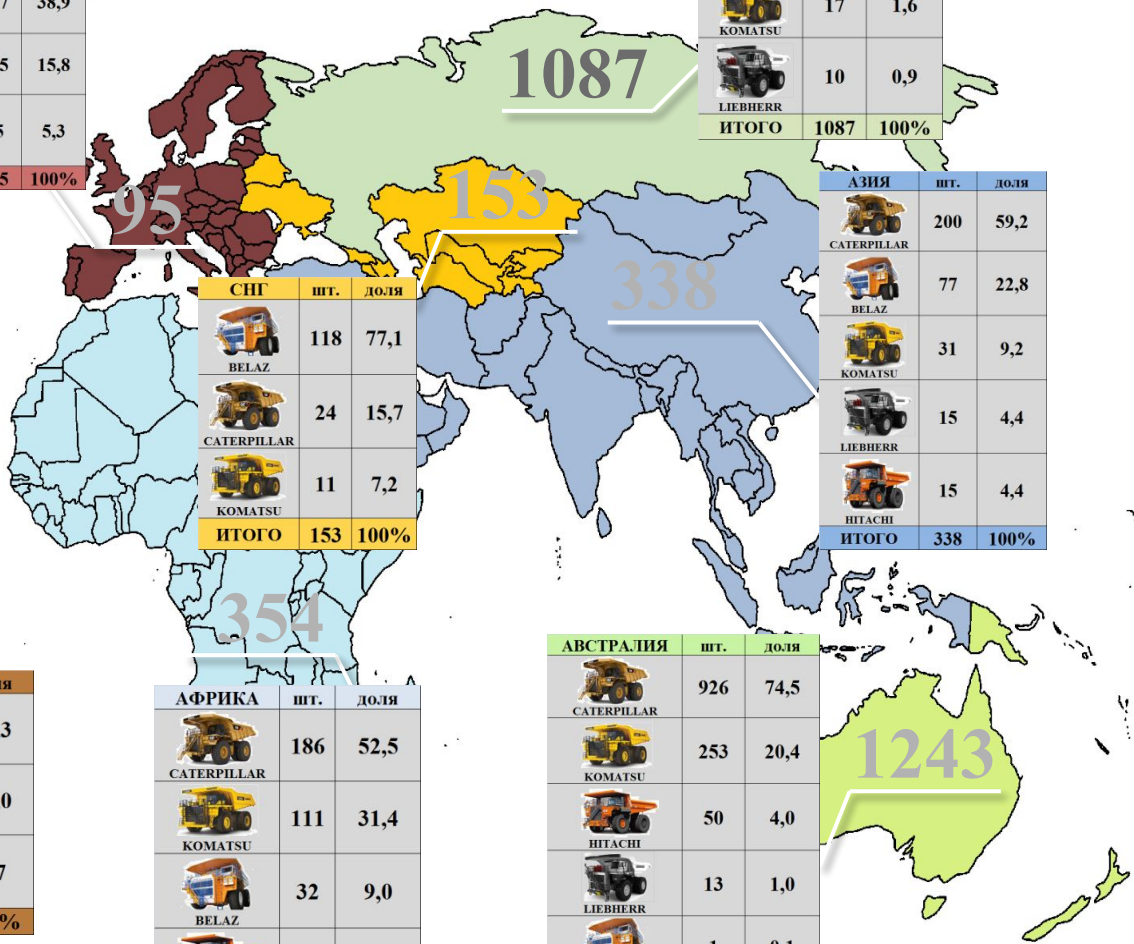 38,9
15,8
5,3
100%
95
1087
17 1,6
KOMATSU
10 0,9
LIEBHERR
ИТОГО 1087 100%
153
338
АЗИЯ шт. доля
200 59,2
CATERPILLAR
77 22,8
BELAZ
31 9,2
KOMATSU
15 4,4
LIEBHERR
15 4,4
HITACHI
ИТОГО 338 100%
СНГ шт. доля
118 77,1
BELAZ
24 15,7
CATERPILLAR
11 7,2
KOMATSU
ИТОГО 153 100%
354
АФРИКА шт. доля
186 52,5
CATERPILLAR
111 31,4
KOMATSU
32 9,0
BELAZ
АВСТРАЛИЯ шт. доля
926 74,5
CATERPILLAR
253 20,4
KOMATSU
50 4,0
HITACHI
13 1,0
LIEBHERR
1 0,1
1243